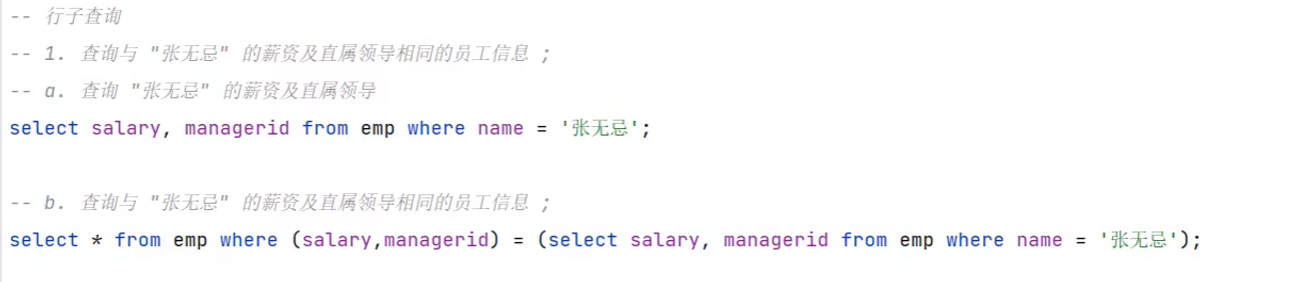 -- 行子查询
-- 1. 查询与 "张无忌" 的薪资及直属领导相同的员工信息 ;
-- a. 查询 "张无忌" 的薪资及直属领导
select salary, managerid from emp where name = '张无忌';
-- b. 查询与 "张无忌" 的薪资及直属领导相同的员工信息 ;
select * from emp where (salary,managerid) = (select salary, managerid from emp where name = '张无忌');